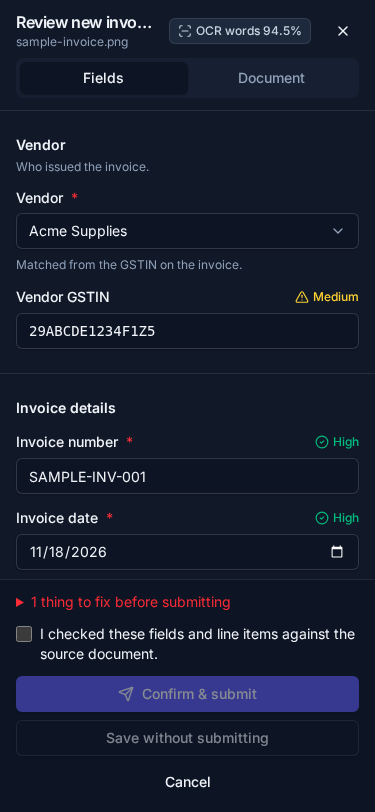 Review new invo...
OCR words 94.5%
sample-invoice.png
Fields
Document
Vendor
Who issued the invoice.
Vendor *
Acme Supplies
Matched from the GSTIN on the invoice.
Vendor GSTIN
Medium
29ABCDE1234F1Z5
Invoice details
Invoice number *
High
SAMPLE-INV-001
Invoice date *
High
11/18/2026
1 thing to fix before submitting
I checked these fields and line items against the
source document.
Confirm & submit
Save without submitting
Cancel